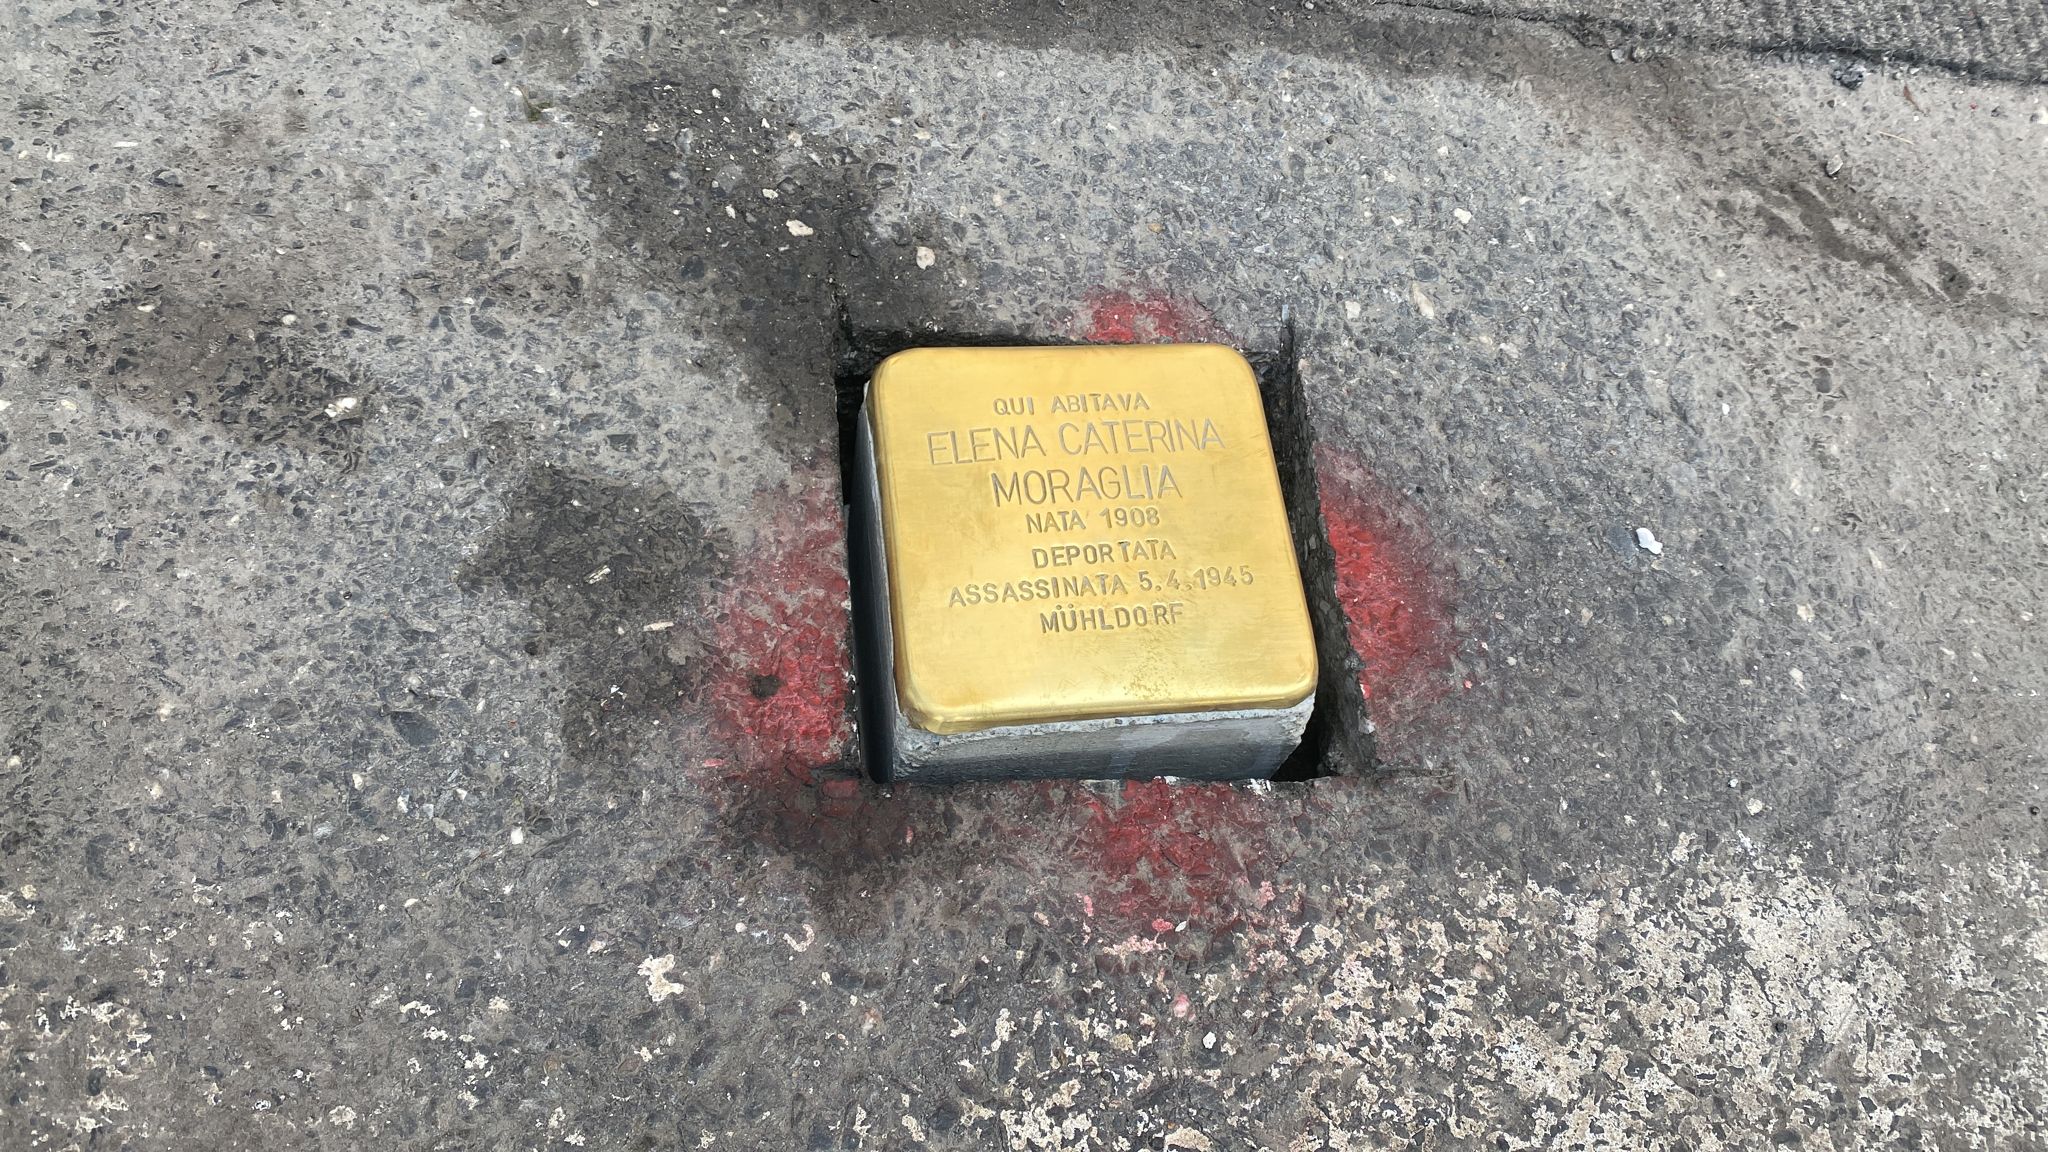 QUI ABITAVA
ELENA CATERINA
MORAGLIA
NATA 1908
DEPORTATA
ASSASSINATA 5.4.1945
MÜHLDORF